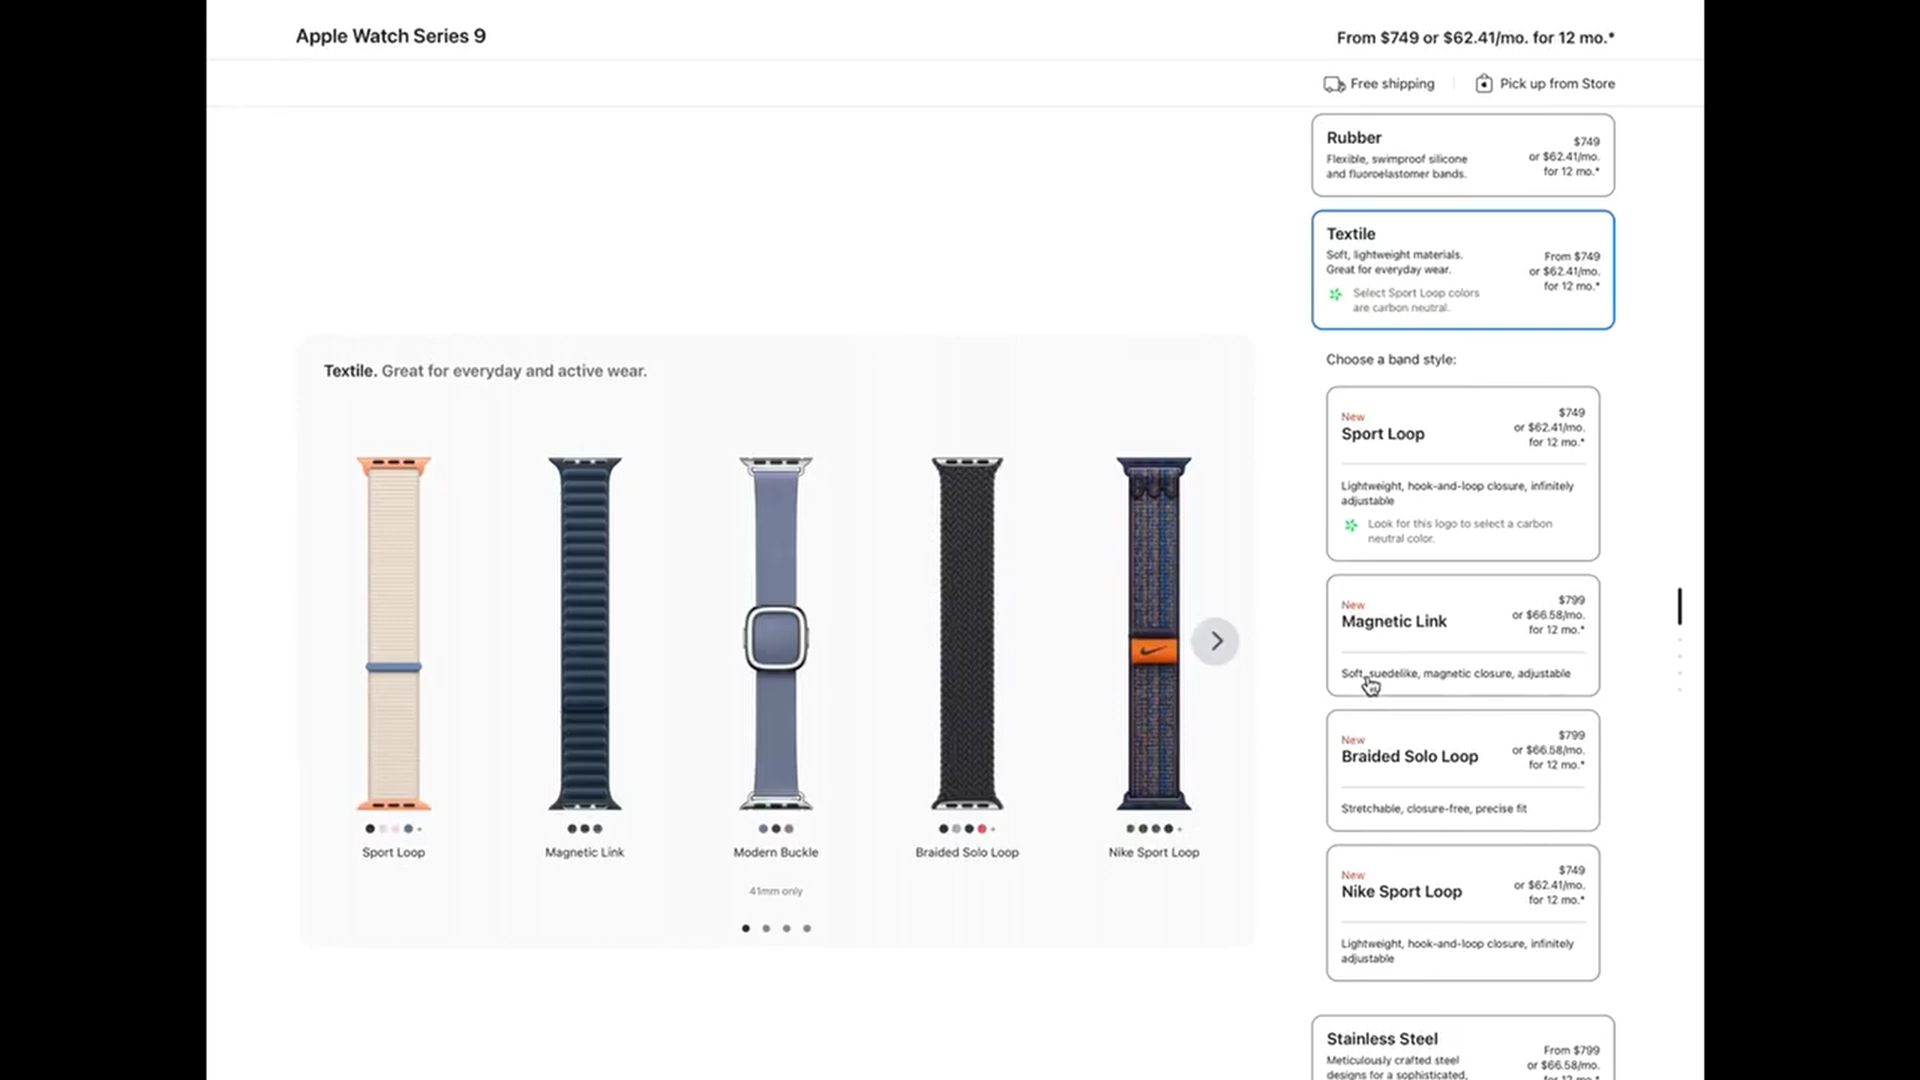 Apple Watch Series 9
From $749 or $62.41/mo. for 12 mo.*
Free shipping
Pick up from Store
Rubber
Flexible, swimproof silicone
and fluoroelastomer bands.
$749
or $62.41/mo.
for 12 mo.*
Textile
Soft, lightweight materials.
Great for everyday wear.
Select Sport Loop colors
are carbon neutral.
From $749
or $62.41/mo.
for 12 mo.*
Choose a band style:
New
Sport Loop
$749
or $62.41/mo.
for 12 mo.*
Lightweight, hook-and-loop closure, infinitely
adjustable
Look for this logo to select a carbon
neutral color.
New
Magnetic Link
$799
or $66.58/mo.
for 12 mo.*
Soft, suedelike, magnetic closure, adjustable
New
Braided Solo Loop
$799
or $66.58/mo.
for 12 mo.*
Stretchable, closure-free, precise fit
New
Nike Sport Loop
$749
or $62.41/mo.
for 12 mo.*
Lightweight, hook-and-loop closure, infinitely
adjustable
Stainless Steel
Meticulously crafted steel
designs for a sophisticated,
From $799
or $66.58/mo.
for 12 mo.*
Textile. Great for everyday and active wear.
Sport Loop
Magnetic Link
Modern Buckle
41mm only
Braided Solo Loop
Nike Sport Loop